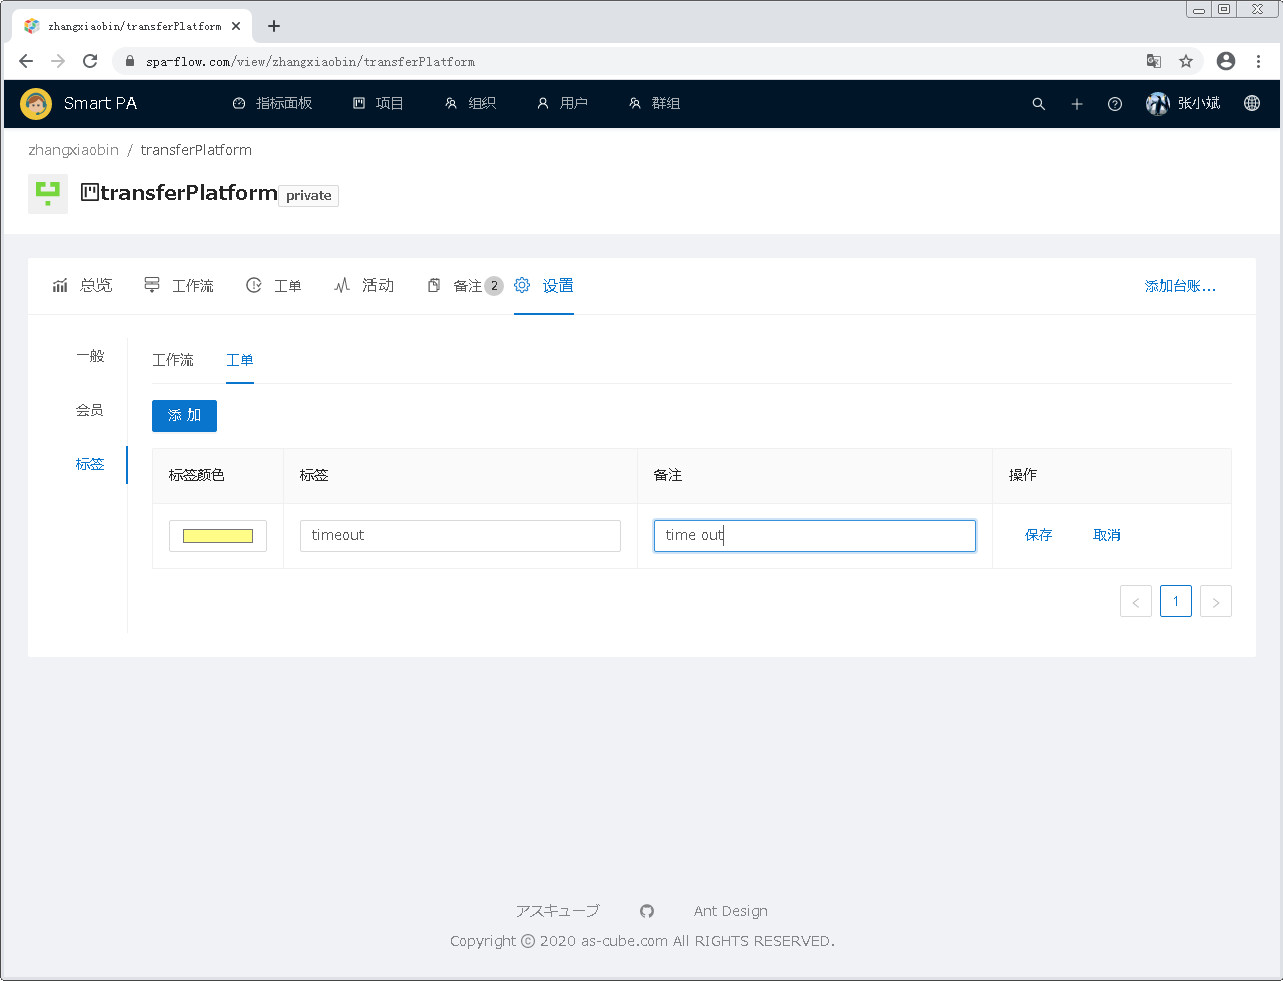 zhangxiaobin/transferPlatform
spa-flow.com/view/zhangxiaobin/transferPlatform
Smart PA 指标面板 项目 组织 用户 群组 张小斌
zhangxiaobin / transferPlatform
transferPlatform private
总览 工作流 工单 活动 备注 2 设置 添加台账...
一般 工作流 工单
会员 添 加
标签
标签颜色 标签 备注 操作
timeout time out 保存 取消
< 1 >
アスキューブ Ant Design
Copyright © 2020 as-cube.com All RIGHTS RESERVED.